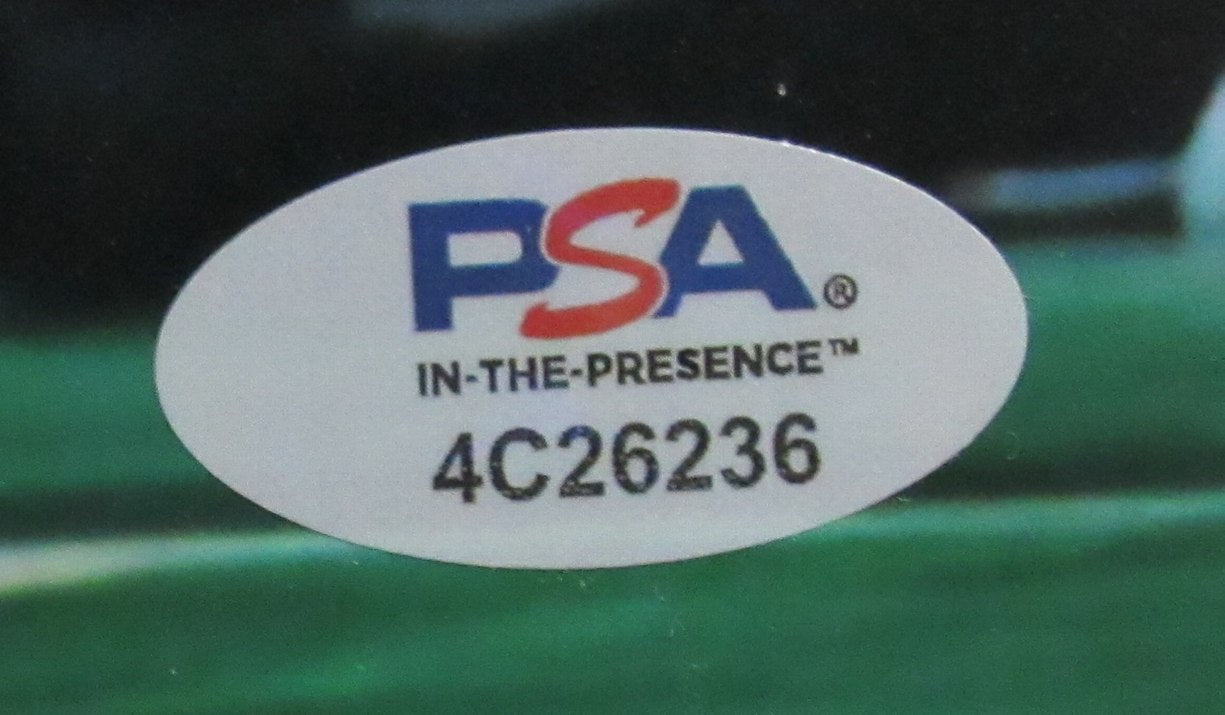 PSA®
IN-THE-PRESENCE™
4C26236